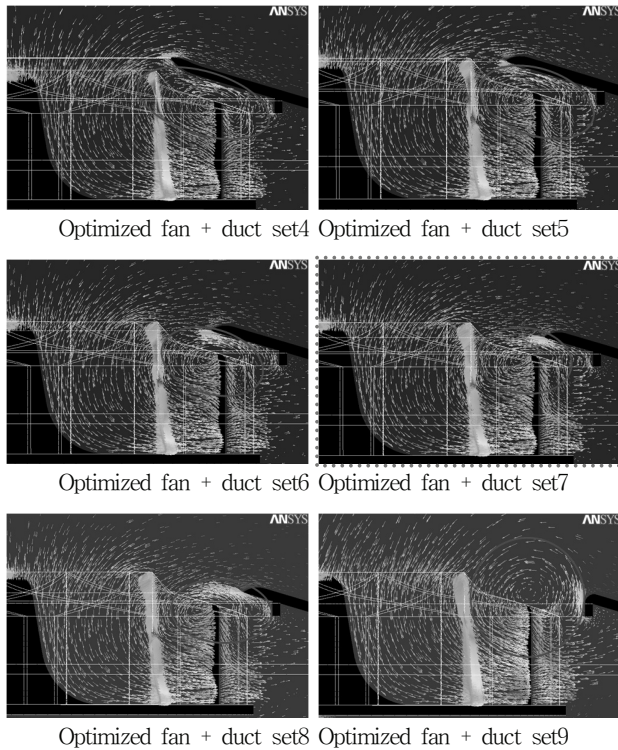 ANSYS ANSYS
Optimized fan + duct set4 Optimized fan + duct set5
ANSYS ANSYS
Optimized fan + duct set6 Optimized fan + duct set7
ANSYS ANSYS
Optimized fan + duct set8 Optimized fan + duct set9